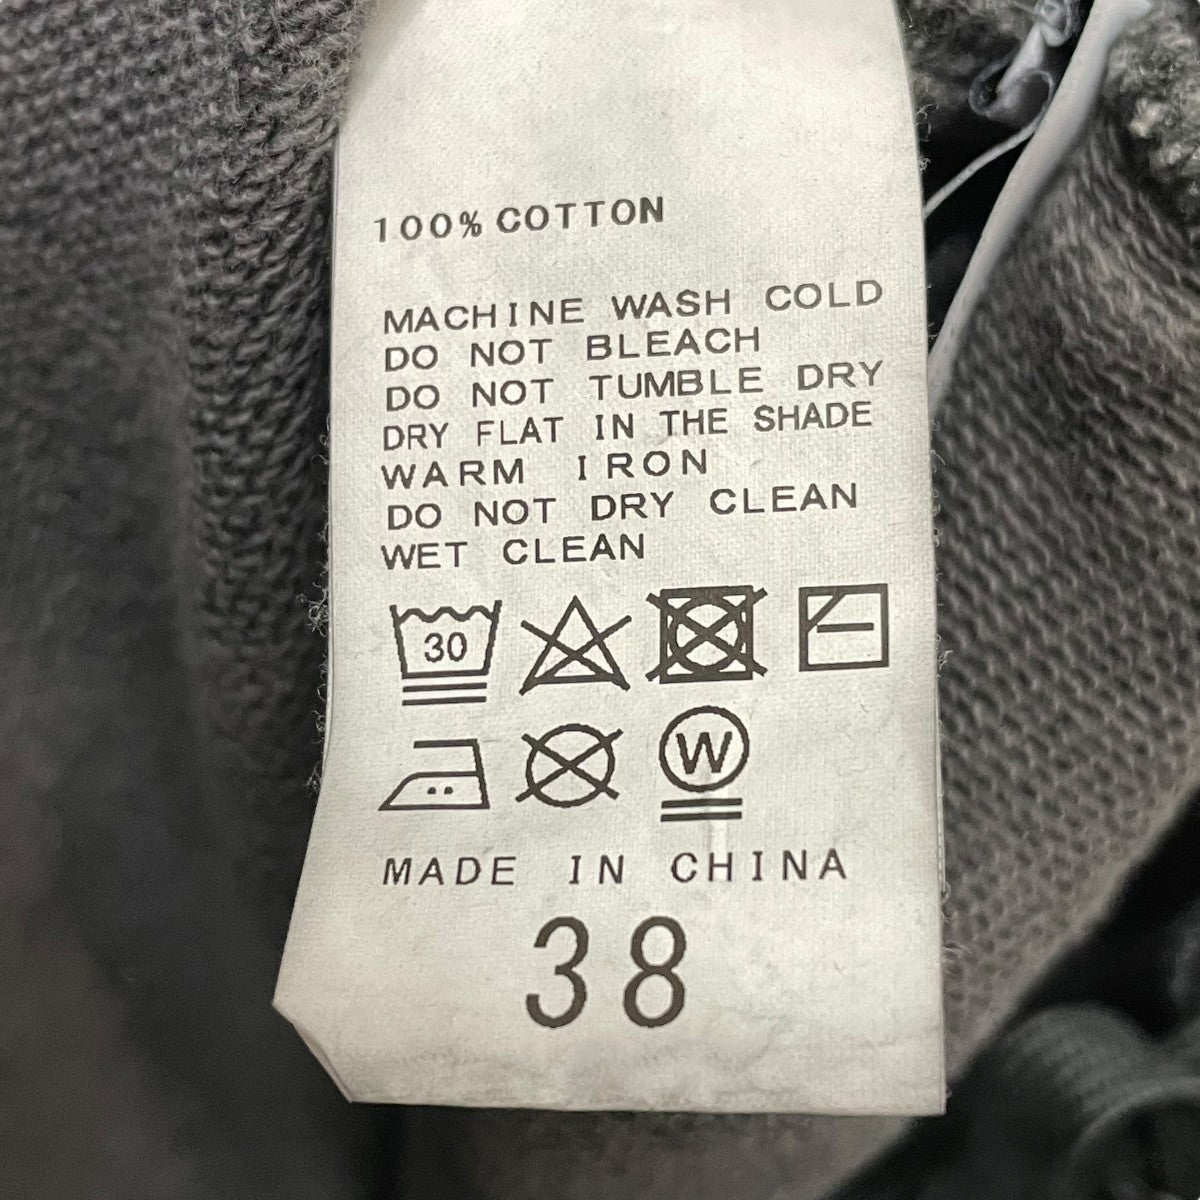 100% COTTON
MACHINE WASH COLD
DO NOT BLEACH
DO NOT TUMBLE DRY
DRY FLAT IN THE SHADE
WARM IRON
DO NOT DRY CLEAN
WET CLEAN
30
W
MADE IN CHINA
38